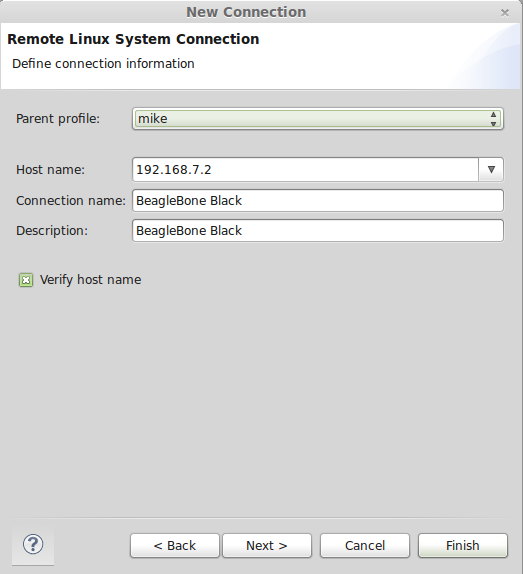 New Connection
Remote Linux System Connection
Define connection information
Parent profile: mike
Host name: 192.168.7.2
Connection name: BeagleBone Black
Description: BeagleBone Black
Verify host name
? < Back Next > Cancel Finish